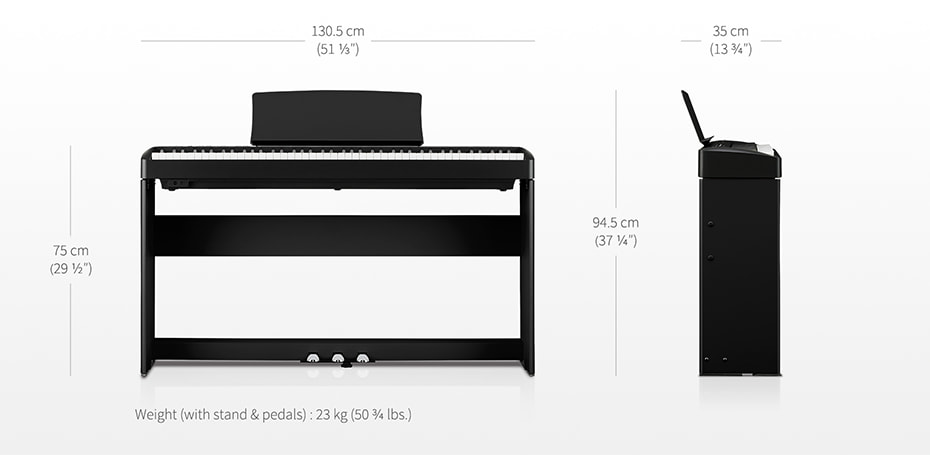 130.5 cm
(51 ⅓")
35 cm
(13 ¾")
75 cm
(29 ½")
94.5 cm
(37 ¼")
Weight (with stand & pedals) : 23 kg (50 ¾ lbs.)